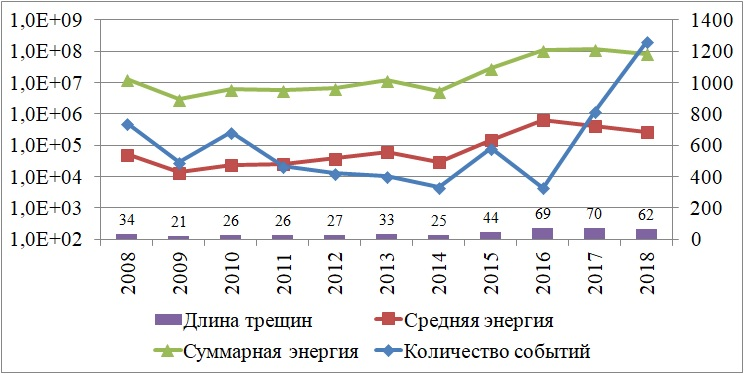 1,0E+09 1400
1,0E+08 1200
1,0E+07 1000
1,0E+06 800
1,0E+05 600
1,0E+04 400
1,0E+03 200
1,0E+02 0
34 21 26 26 27 33 25 44 69 70 62
2008 2009 2010 2011 2012 2013 2014 2015 2016 2017 2018
Длина трещин Средняя энергия
Суммарная энергия Количество событий